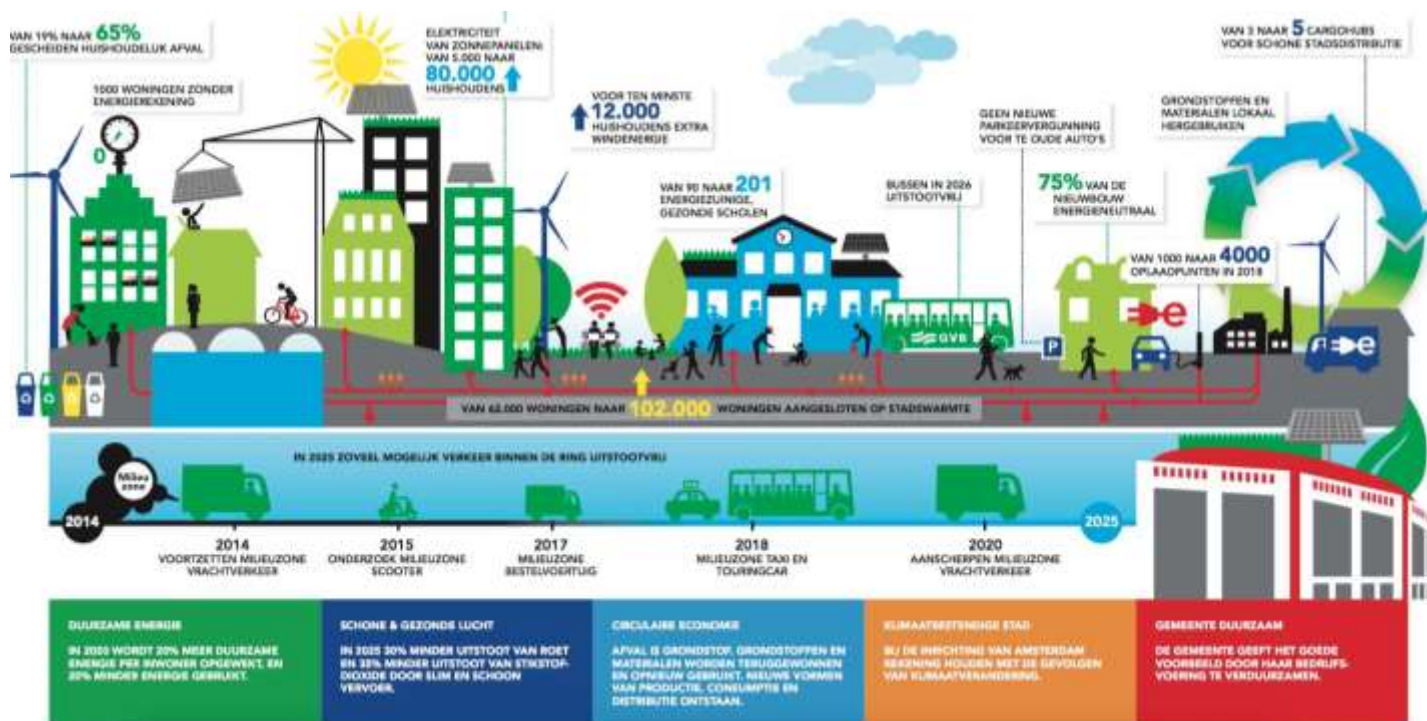 VAN 19% NAAR 65%
GESCHEIDEN HUISHOUDELIJK AFVAL
1000 WONINGEN ZONDER
ENERGIEREKENING
0
ELEKTRICITEIT
VAN ZONNEPANELEN:
VAN 5.000 NAAR
80.000
HUISHOUDENS
VOOR TEN MINSTE
12.000
HUISHOUDENS EXTRA
WINDENERGIE
VAN 90 NAAR 201
ENERGIEZUINIGE,
GEZONDE SCHOLEN
BUSSEN IN 2026
UITSTOOTVRIJ
GEEN NIEUWE
PARKEERVERGUNNING
VOOR TE OUDE AUTO'S
75% VAN DE
NIEUWBOUW
ENERGIENEUTRAAL
VAN 3 NAAR 5 CARGOHUBS
VOOR SCHONE STADSDISTRIBUTIE
GRONDSTOFFEN EN
MATERIALEN LOKAAL
HERGEBRUIKEN
VAN 1000 NAAR 4000
OPLAADPUNTEN IN 2018
e
GVB
P
e
VAN 62.000 WONINGEN NAAR 102.000 WONINGEN AANGESLOTEN OP STADSWARMTE
IN 2025 ZOVEEL MOGELIJK VERKEER BINNEN DE RING UITSTOOTVRIJ
Milieu
zone
2014
2025
2014
VOORTZETTEN MILIEUZONE
VRACHTVERKEER
2015
ONDERZOEK MILIEUZONE
SCOOTER
2017
MILIEUZONE
BESTELVOERTUIG
2018
MILIEUZONE TAXI EN
TOURINGCAR
2020
AANSCHERPEN MILIEUZONE
VRACHTVERKEER
DUURZAME ENERGIE
IN 2020 WORDT 20% MEER DUURZAME
ENERGIE PER INWONER OPGEWEKT, EN
20% MINDER ENERGIE GEBRUIKT.
SCHONE & GEZONDE LUCHT
IN 2025 30% MINDER UITSTOOT VAN ROET
EN 35% MINDER UITSTOOT VAN STIKSTOF-
DIOXIDE DOOR SLIM EN SCHOON
VERVOER.
CIRCULAIRE ECONOMIE
AFVAL IS GRONDSTOF. GRONDSTOFFEN EN
MATERIALEN WORDEN TERUGGEWONNEN
EN OPNIEUW GEBRUIKT. NIEUWE VORMEN
VAN PRODUCTIE, CONSUMPTIE EN
DISTRIBUTIE ONTSTAAN.
KLIMAATBESTENDIGE STAD
BIJ DE INRICHTING VAN AMSTERDAM
REKENING HOUDEN MET DE GEVOLGEN
VAN KLIMAATVERANDERING.
GEMEENTE DUURZAAM
DE GEMEENTE GEEFT HET GOEDE
VOORBEELD DOOR HAAR BEDRIJFS-
VOERING TE VERDUURZAMEN.